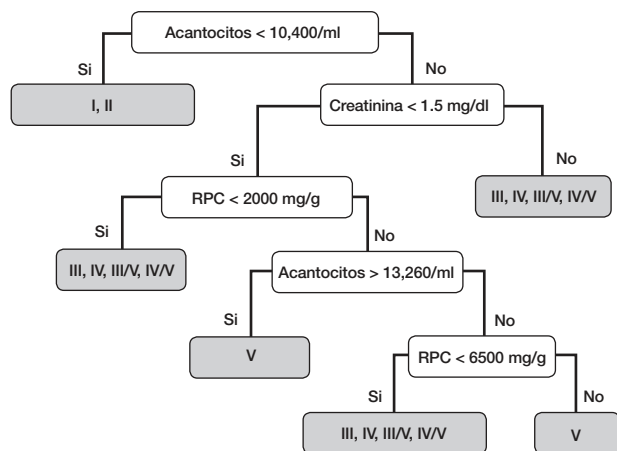 Acantocitos < 10,400/ml
Si
No
I, II
Creatinina < 1.5 mg/dl
Si
No
RPC < 2000 mg/g
III, IV, III/V, IV/V
Si
No
III, IV, III/V, IV/V
Acantocitos > 13,260/ml
Si
No
V
RPC < 6500 mg/g
Si
No
III, IV, III/V, IV/V
V